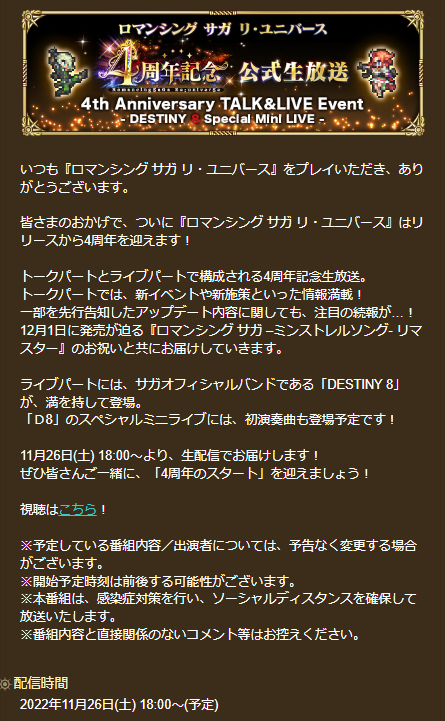 ロマンシング サガ リ・ユニバース
4周年記念 公式生放送
RomancingSaGa Re;univerSe
4th Anniversary TALK&LIVE Event
- DESTINY 8 Special Mini LIVE -
いつも『ロマンシング サガ リ・ユニバース』をプレイいただき、あり
がとうございます。
皆さまのおかげで、ついに『ロマンシング サガ リ・ユニバース』はリ
リースから4周年を迎えます！
トークパートとライブパートで構成される4周年記念生放送。
トークパートでは、新イベントや新施策といった情報満載！
一部を先行告知したアップデート内容に関しても、注目の続報が…！
12月1日に発売が迫る『ロマンシング サガ –ミンストレルソング- リマ
スター』のお祝いと共にお届けしていきます。
ライブパートには、サガオフィシャルバンドである「DESTINY 8」
が、満を持して登場。
「Ｄ8」のスペシャルミニライブには、初演奏曲も登場予定です！
11月26日(土) 18:00～より、生配信でお届けします！
ぜひ皆さんご一緒に、「4周年のスタート」を迎えましょう！
視聴はこちら！
※予定している番組内容／出演者については、予告なく変更する場合
がございます。
※開始予定時刻は前後する可能性がございます。
※本番組は、感染症対策を行い、ソーシャルディスタンスを確保して
放送いたします。
※番組内容と直接関係のないコメント等はお控えください。
配信時間
2022年11月26日(土) 18:00～(予定)